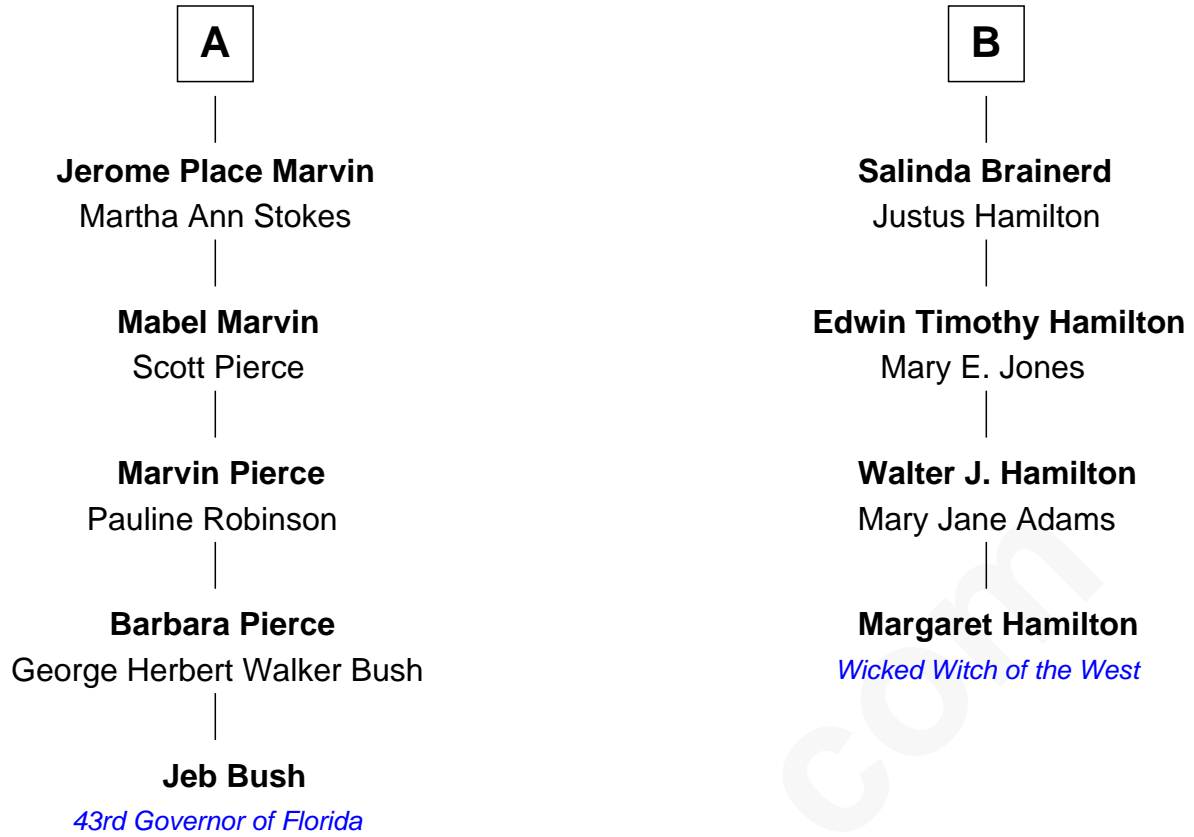 A
Jerome Place Marvin
Martha Ann Stokes
Mabel Marvin
Scott Pierce
Marvin Pierce
Pauline Robinson
Barbara Pierce
George Herbert Walker Bush
Jeb Bush
43rd Governor of Florida
B
Salinda Brainerd
Justus Hamilton
Edwin Timothy Hamilton
Mary E. Jones
Walter J. Hamilton
Mary Jane Adams
Margaret Hamilton
Wicked Witch of the West
com